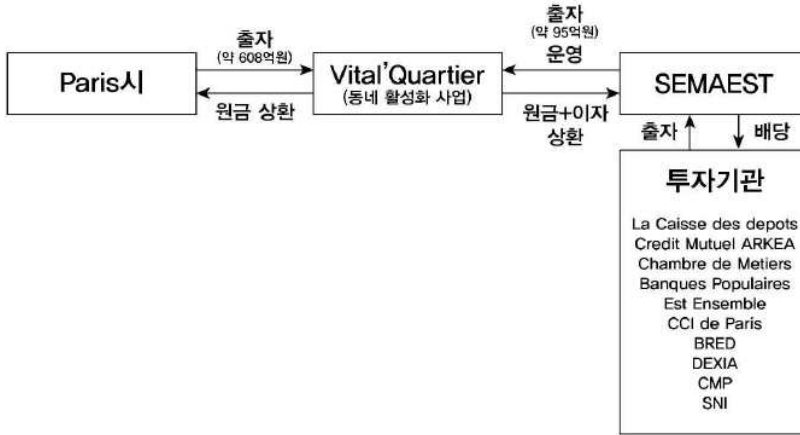 Paris시
출자
(약 608억원)
원금 상환
Vital'Quartier
(동네 활성화 사업)
출자
(약 95억원)
운영
원금+이자
상환
SEMAEST
출자
배당
투자기관
La Caisse des depots
Credit Mutuel ARKEA
Chambre de Metiers
Banques Populaires
Est Ensemble
CCI de Paris
BRED
DEXIA
CMP
SNI